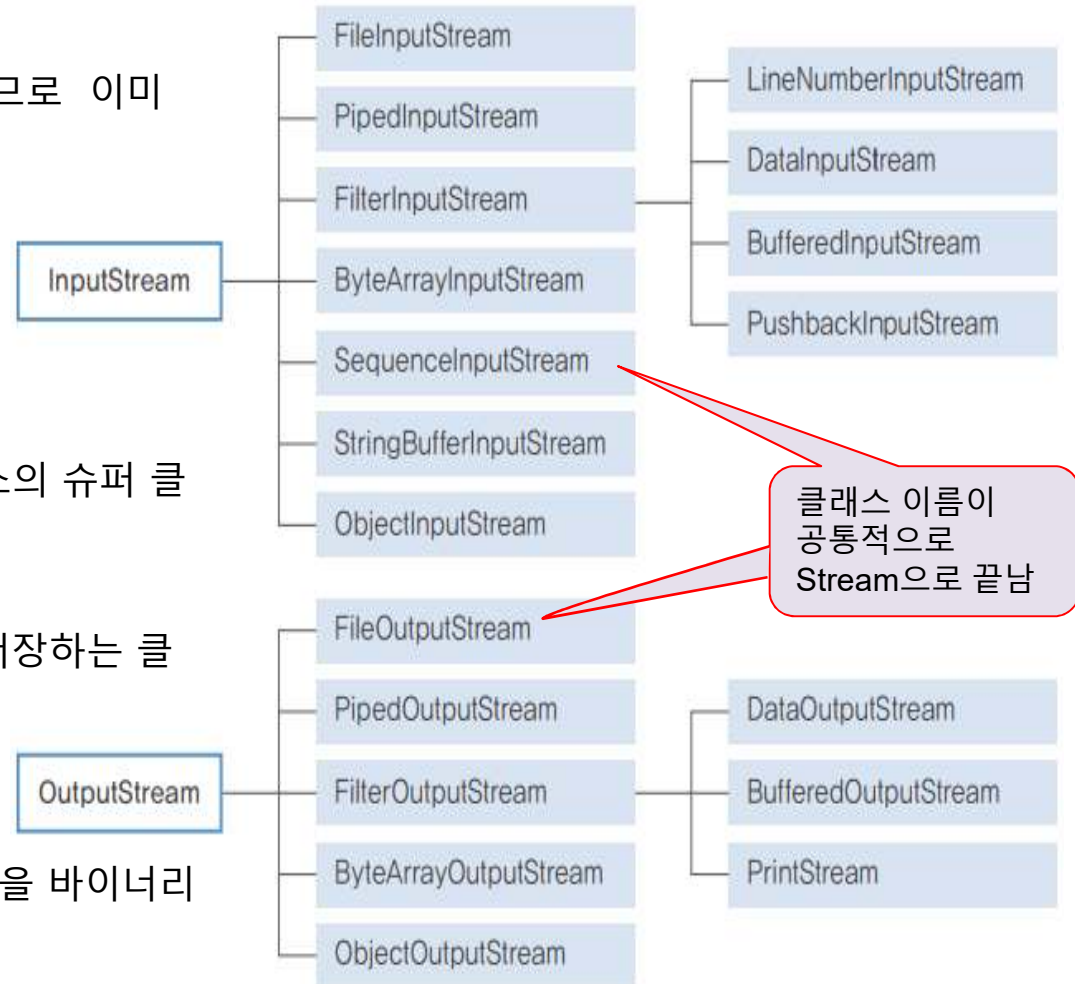 므로 이미
스의 슈퍼 클
저장하는 클
을 바이너리
InputStream
FileInputStream
PipedInputStream
FilterInputStream
ByteArrayInputStream
SequenceInputStream
StringBufferInputStream
ObjectInputStream
LineNumberInputStream
DataInputStream
BufferedInputStream
PushbackInputStream
클래스 이름이
공통적으로
Stream으로 끝남
OutputStream
FileOutputStream
PipedOutputStream
FilterOutputStream
ByteArrayOutputStream
ObjectOutputStream
DataOutputStream
BufferedOutputStream
PrintStream